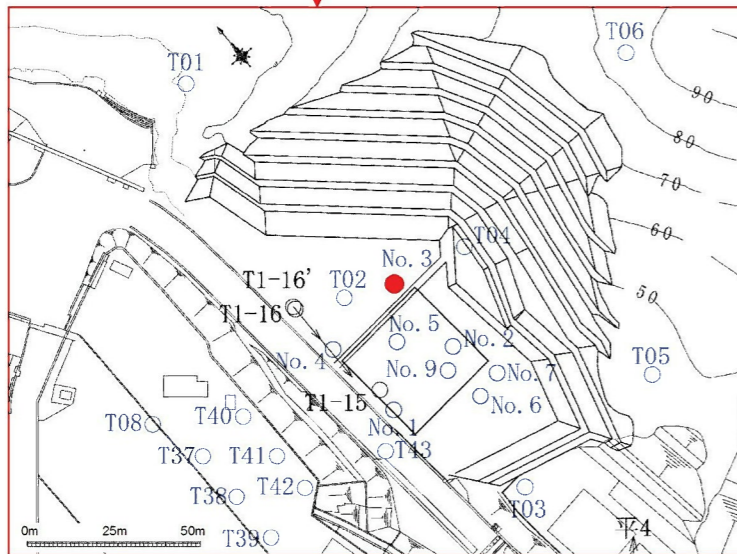 T06
T01
90
80
70
60
50
T04
No. 3
T1-16'
T02
T1-16
No. 5
No. 2
No. 4
No. 9
No. 7
T05
T1-15
No. 6
No. 1
T40
T08
T43
T37
T41
T38
T42
T03
T39
平4
0m 25m 50m